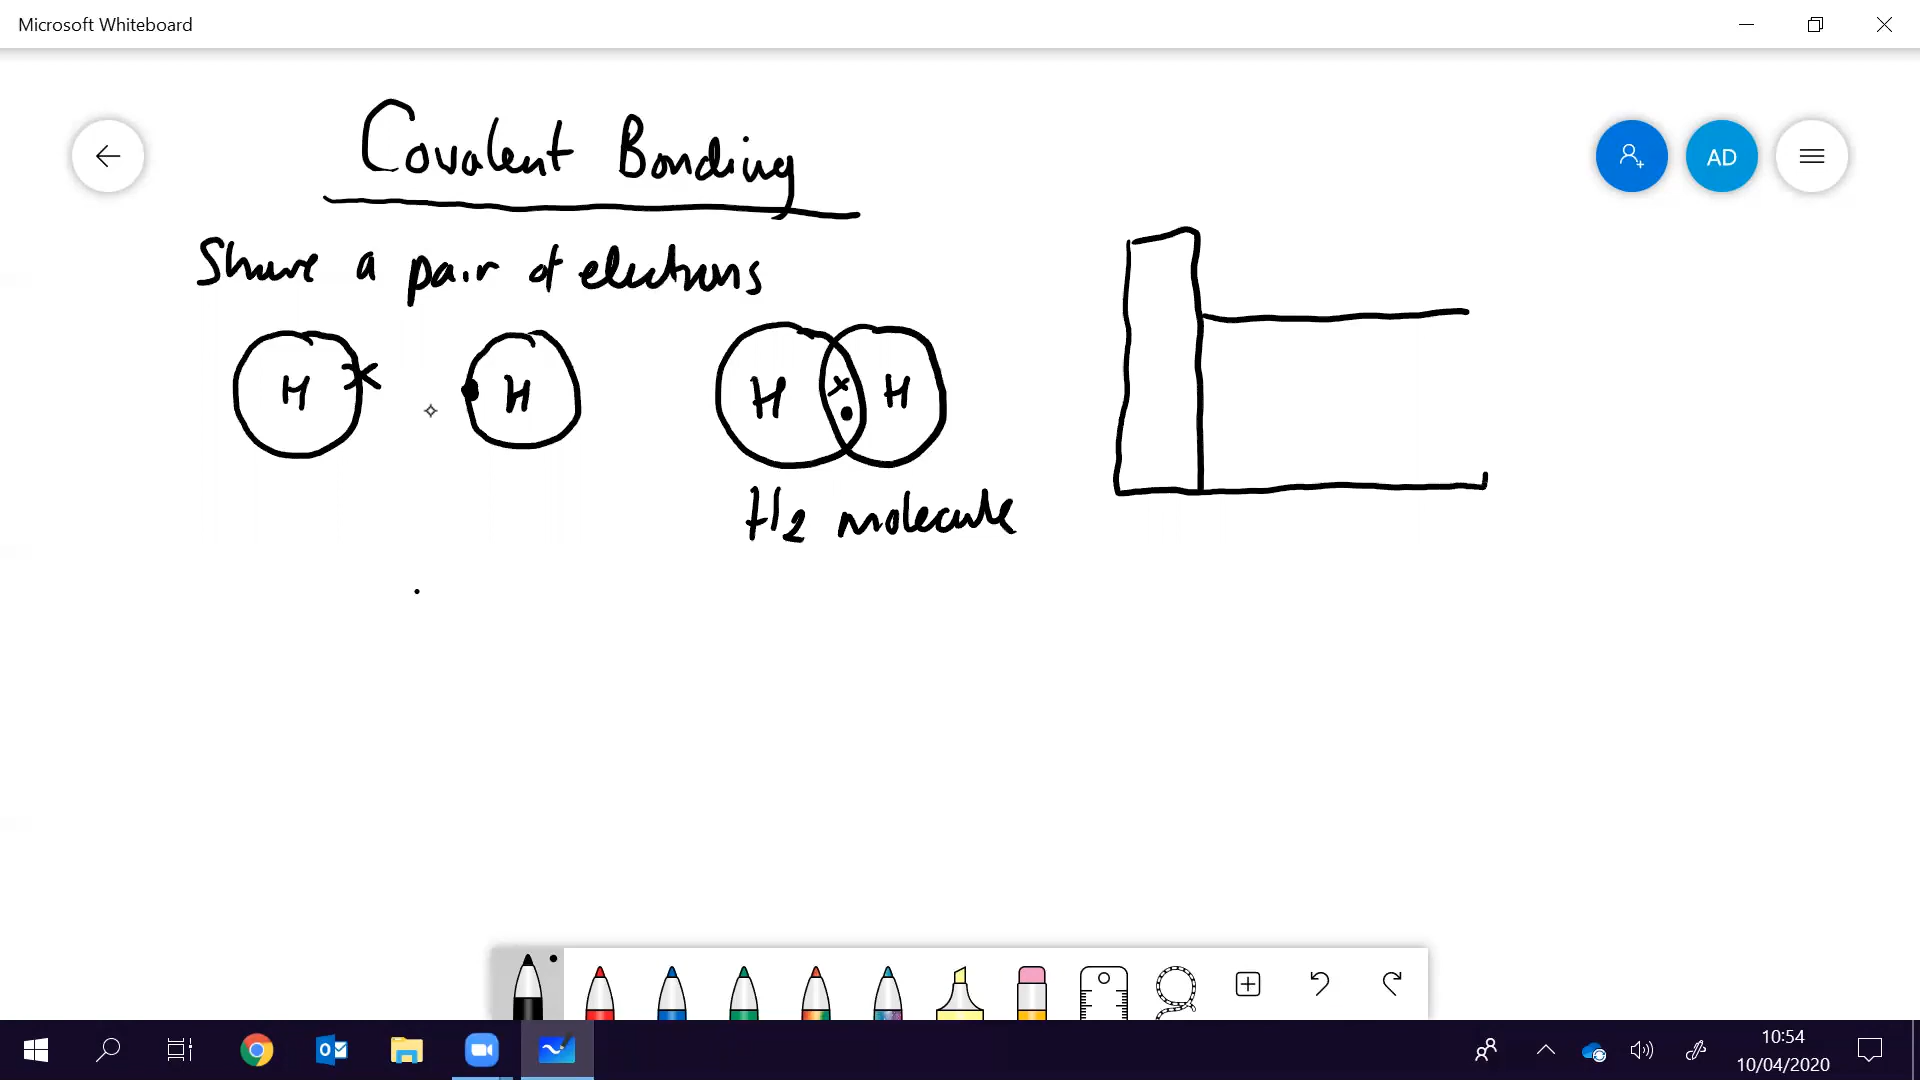 Microsoft Whiteboard
Covalent Bonding
AD
Share a pair of electrons
H x H H x H
H2 molecule
10:54
10/04/2020